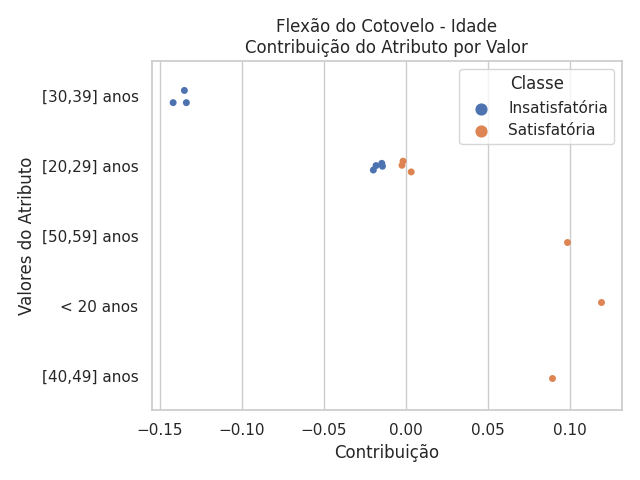 Flexão do Cotovelo - Idade
Contribuição do Atributo por Valor
Classe
Insatisfatória
Satisfatória
Valores do Atributo
[30,39] anos
[20,29] anos
[50,59] anos
< 20 anos
[40,49] anos
−0.15 −0.10 −0.05 0.00 0.05 0.10
Contribuição